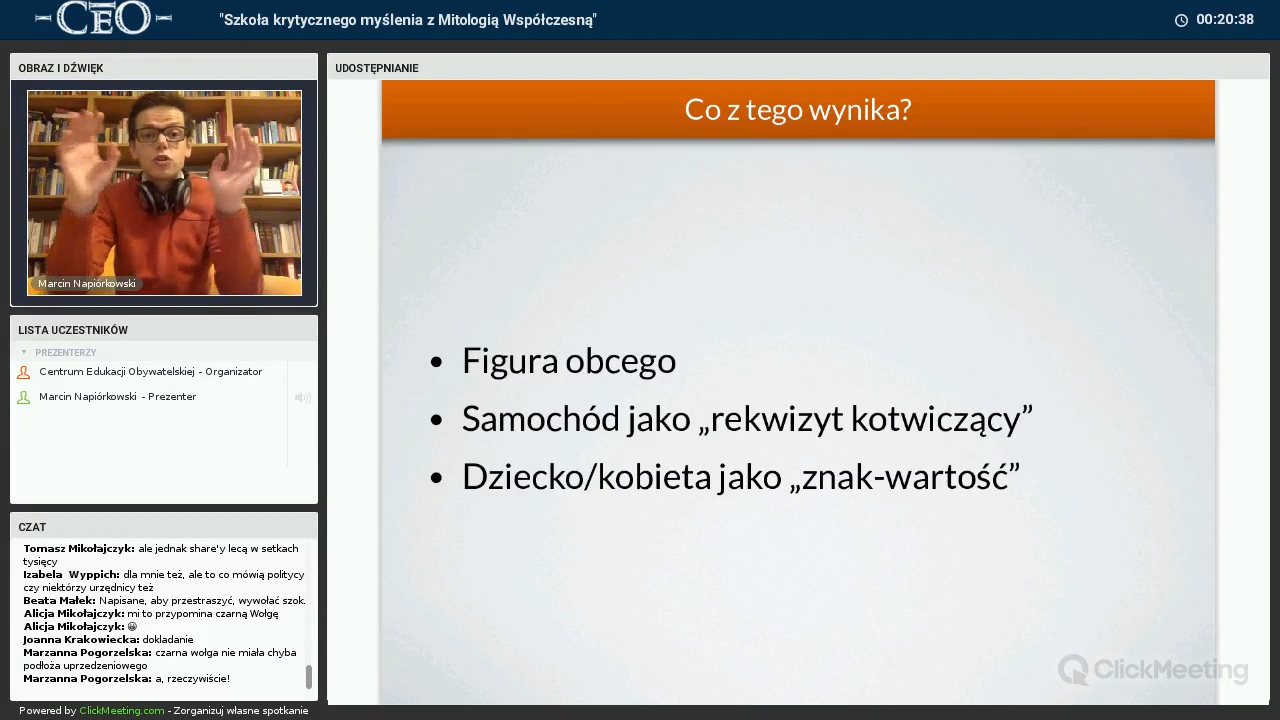 CEO
"Szkoła krytycznego myślenia z Mitologią Współczesną"
00:20:38
OBRAZ I DŹWIĘK
Marcin Napiórkowski
LISTA UCZESTNIKÓW
PREZENTERZY
Centrum Edukacji Obywatelskiej - Organizator
Marcin Napiórkowski - Prezenter
CZAT
Tomasz Mikołajczyk: ale jednak share'y lecą w setkach
tysięcy
Izabela Wyppich: dla mnie też, ale to co mówią politycy
czy niektórzy urzędnicy też
Beata Małek: Napisane, aby przestraszyć, wywołać szok.
Alicja Mikołajczyk: mi to przypomina czarną Wołgę
Alicja Mikołajczyk: 😀
Joanna Krakowiecka: dokladanie
Marzanna Pogorzelska: czarna wołga nie miała chyba
podłoża uprzedzeniowego
Marzanna Pogorzelska: a, rzeczywiście!
Powered by ClickMeeting.com - Zorganizuj własne spotkanie
UDOSTĘPNIANIE
Co z tego wynika?
• Figura obcego
• Samochód jako „rekwizyt kotwiczący”
• Dziecko/kobieta jako „znak-wartość”
ClickMeeting